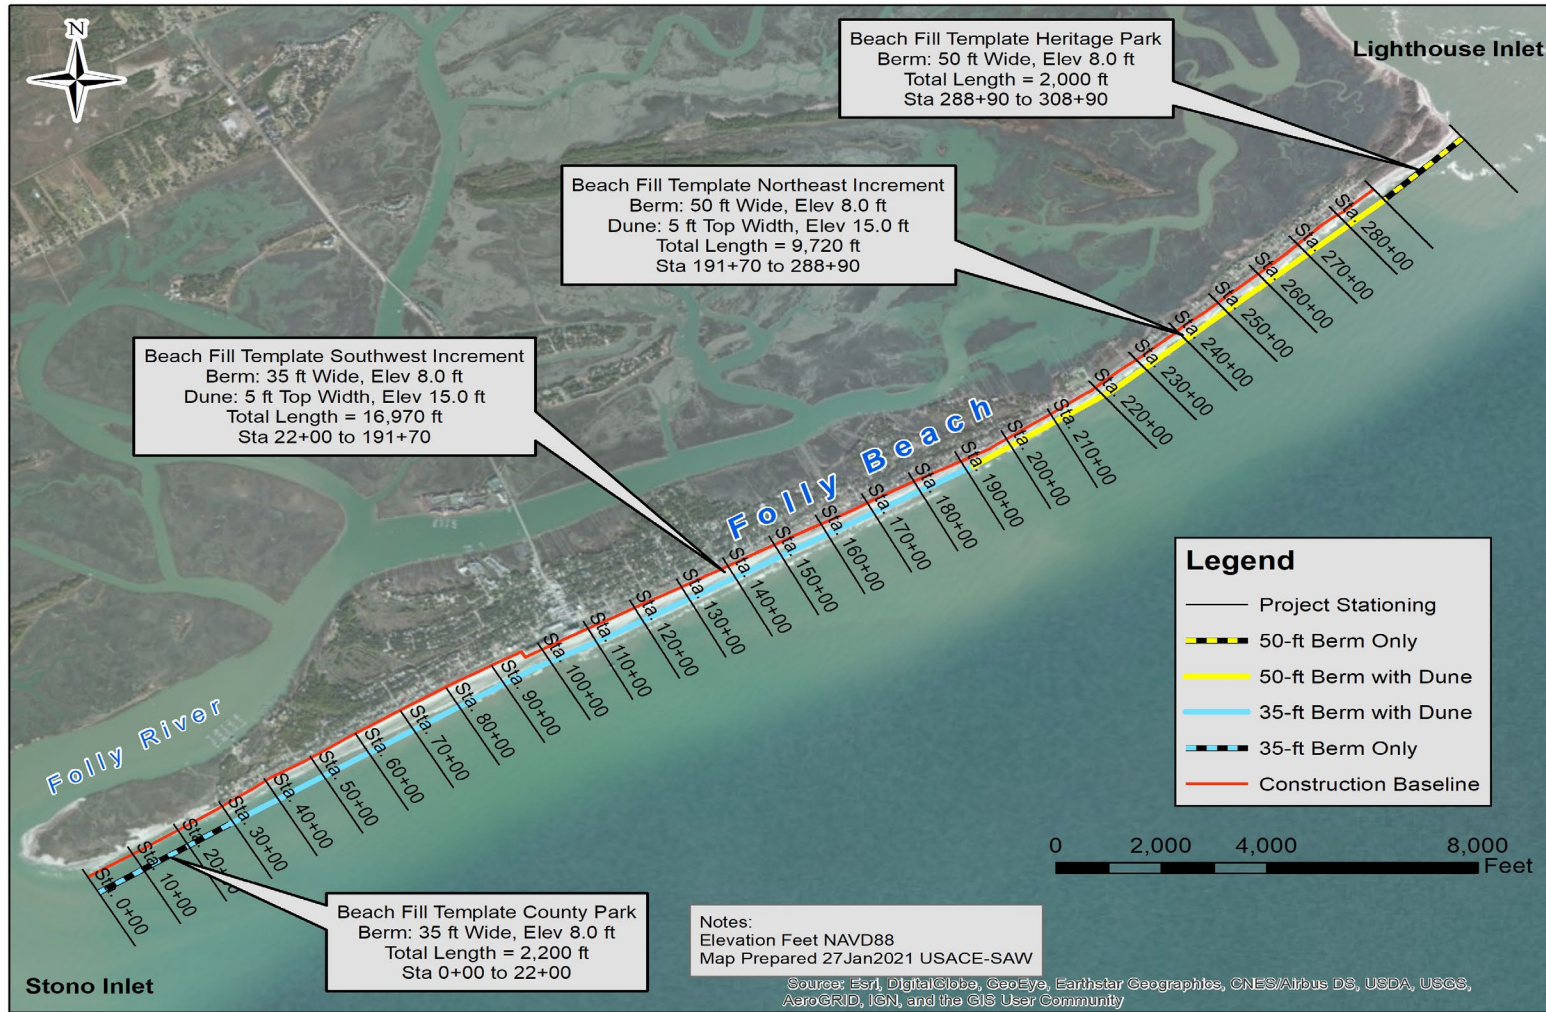 N
Beach Fill Template Heritage Park
Berm: 50 ft Wide, Elev 8.0 ft
Total Length = 2,000 ft
Sta 288+90 to 308+90
Lighthouse Inlet
Beach Fill Template Northeast Increment
Berm: 50 ft Wide, Elev 8.0 ft
Dune: 5 ft Top Width, Elev 15.0 ft
Total Length = 9,720 ft
Sta 191+70 to 288+90
Beach Fill Template Southwest Increment
Berm: 35 ft Wide, Elev 8.0 ft
Dune: 5 ft Top Width, Elev 15.0 ft
Total Length = 16,970 ft
Sta 22+00 to 191+70
Folly Beach
Folly River
Sta. 0+00
Sta. 10+00
Sta. 20+00
Sta. 30+00
Sta. 40+00
Sta. 50+00
Sta. 60+00
Sta. 70+00
Sta. 80+00
Sta. 90+00
Sta. 100+00
Sta. 110+00
Sta. 120+00
Sta. 130+00
Sta. 140+00
Sta. 150+00
Sta. 160+00
Sta. 170+00
Sta. 180+00
Sta. 190+00
Sta. 200+00
Sta. 210+00
Sta. 220+00
Sta. 230+00
Sta. 240+00
Sta. 250+00
Sta. 260+00
Sta. 270+00
Sta. 280+00
Legend
Project Stationing
50-ft Berm Only
50-ft Berm with Dune
35-ft Berm with Dune
35-ft Berm Only
Construction Baseline
0 2,000 4,000 8,000
Feet
Beach Fill Template County Park
Berm: 35 ft Wide, Elev 8.0 ft
Total Length = 2,200 ft
Sta 0+00 to 22+00
Notes:
Elevation Feet NAVD88
Map Prepared 27Jan2021 USACE-SAW
Stono Inlet
Source: Esri, DigitalGlobe, GeoEye, Earthstar Geographics, CNES/Airbus DS, USDA, USGS,
AeroGRID, IGN, and the GIS User Community